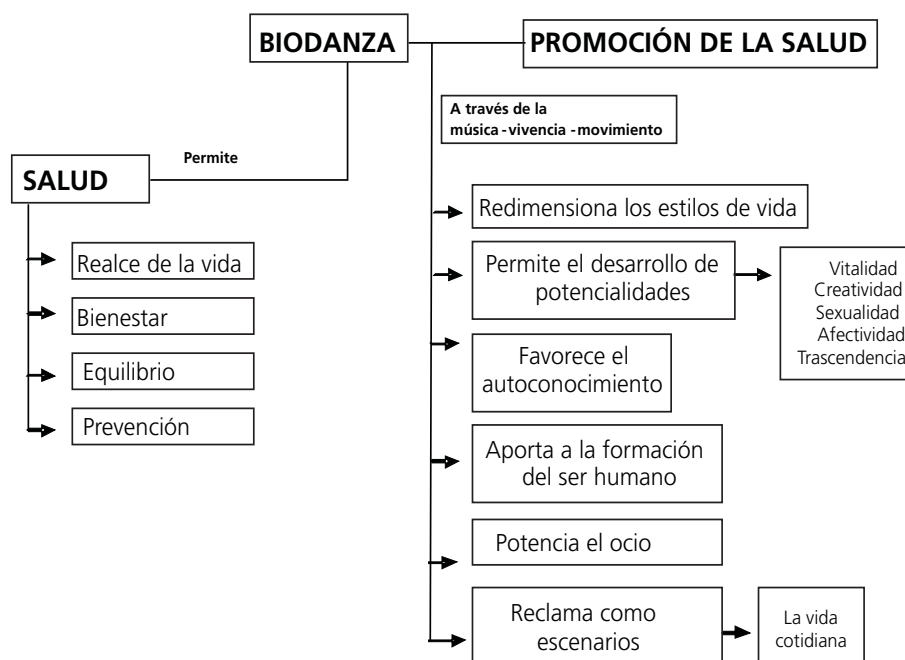 BIODANZA
PROMOCIÓN DE LA SALUD
A través de la
música - vivencia - movimiento
Permite
SALUD
Realce de la vida
Bienestar
Equilibrio
Prevención
Redimensiona los estilos de vida
Permite el desarrollo de
potencialidades
Vitalidad
Creatividad
Sexualidad
Afectividad
Trascendencia
Favorece el
autoconocimiento
Aporta a la formación
del ser humano
Potencia el ocio
Reclama como
escenarios
La vida
cotidiana